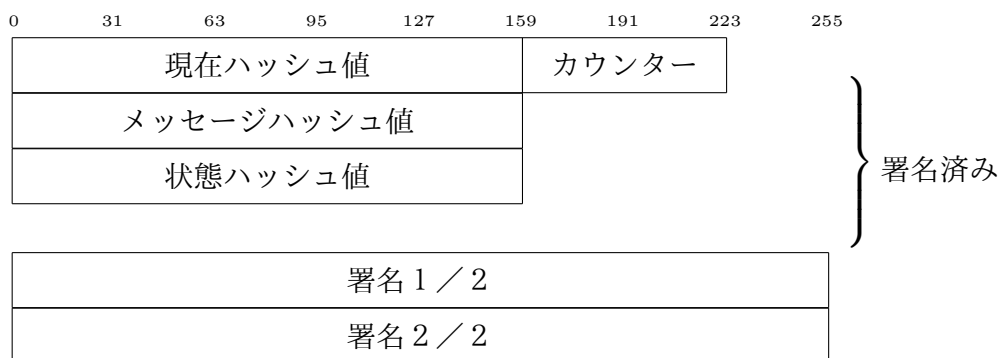 0 31 63 95 127 159 191 223 255
現在ハッシュ値 カウンター
メッセージハッシュ値
状態ハッシュ値
署名済み
署名１／２
署名２／２